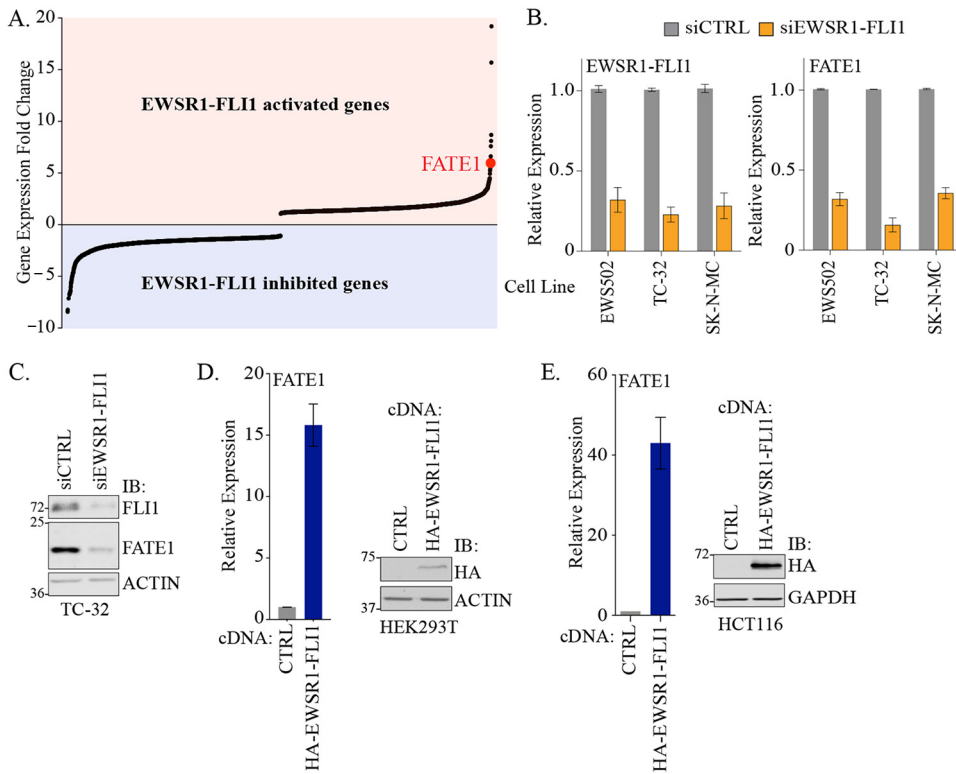 A.
Gene Expression Fold Change
20
15
10
5
0
−5
−10
EWSR1-FLI1 activated genes
FATE1
EWSR1-FLI1 inhibited genes
B.
siCTRL siEWSR1-FLI1
EWSR1-FLI1
Relative Expression
1.0
0.5
0
Cell Line
EWS502
TC-32
SK-N-MC
FATE1
Relative Expression
1.0
0.5
0
EWS502
TC-32
SK-N-MC
C.
siCTRL
siEWSR1-FLI1
IB:
72
FLI1
25
FATE1
ACTIN
36
TC-32
D.
FATE1
Relative Expression
20
15
10
5
0
cDNA:
CTRL
HA-EWSR1-FLI1
cDNA:
CTRL
HA-EWSR1-FLI1
IB:
75
HA
ACTIN
37
HEK293T
E.
FATE1
Relative Expression
60
40
20
0
cDNA:
CTRL
HA-EWSR1-FLI1
cDNA:
CTRL
HA-EWSR1-FLI1
IB:
72
HA
GAPDH
36
HCT116